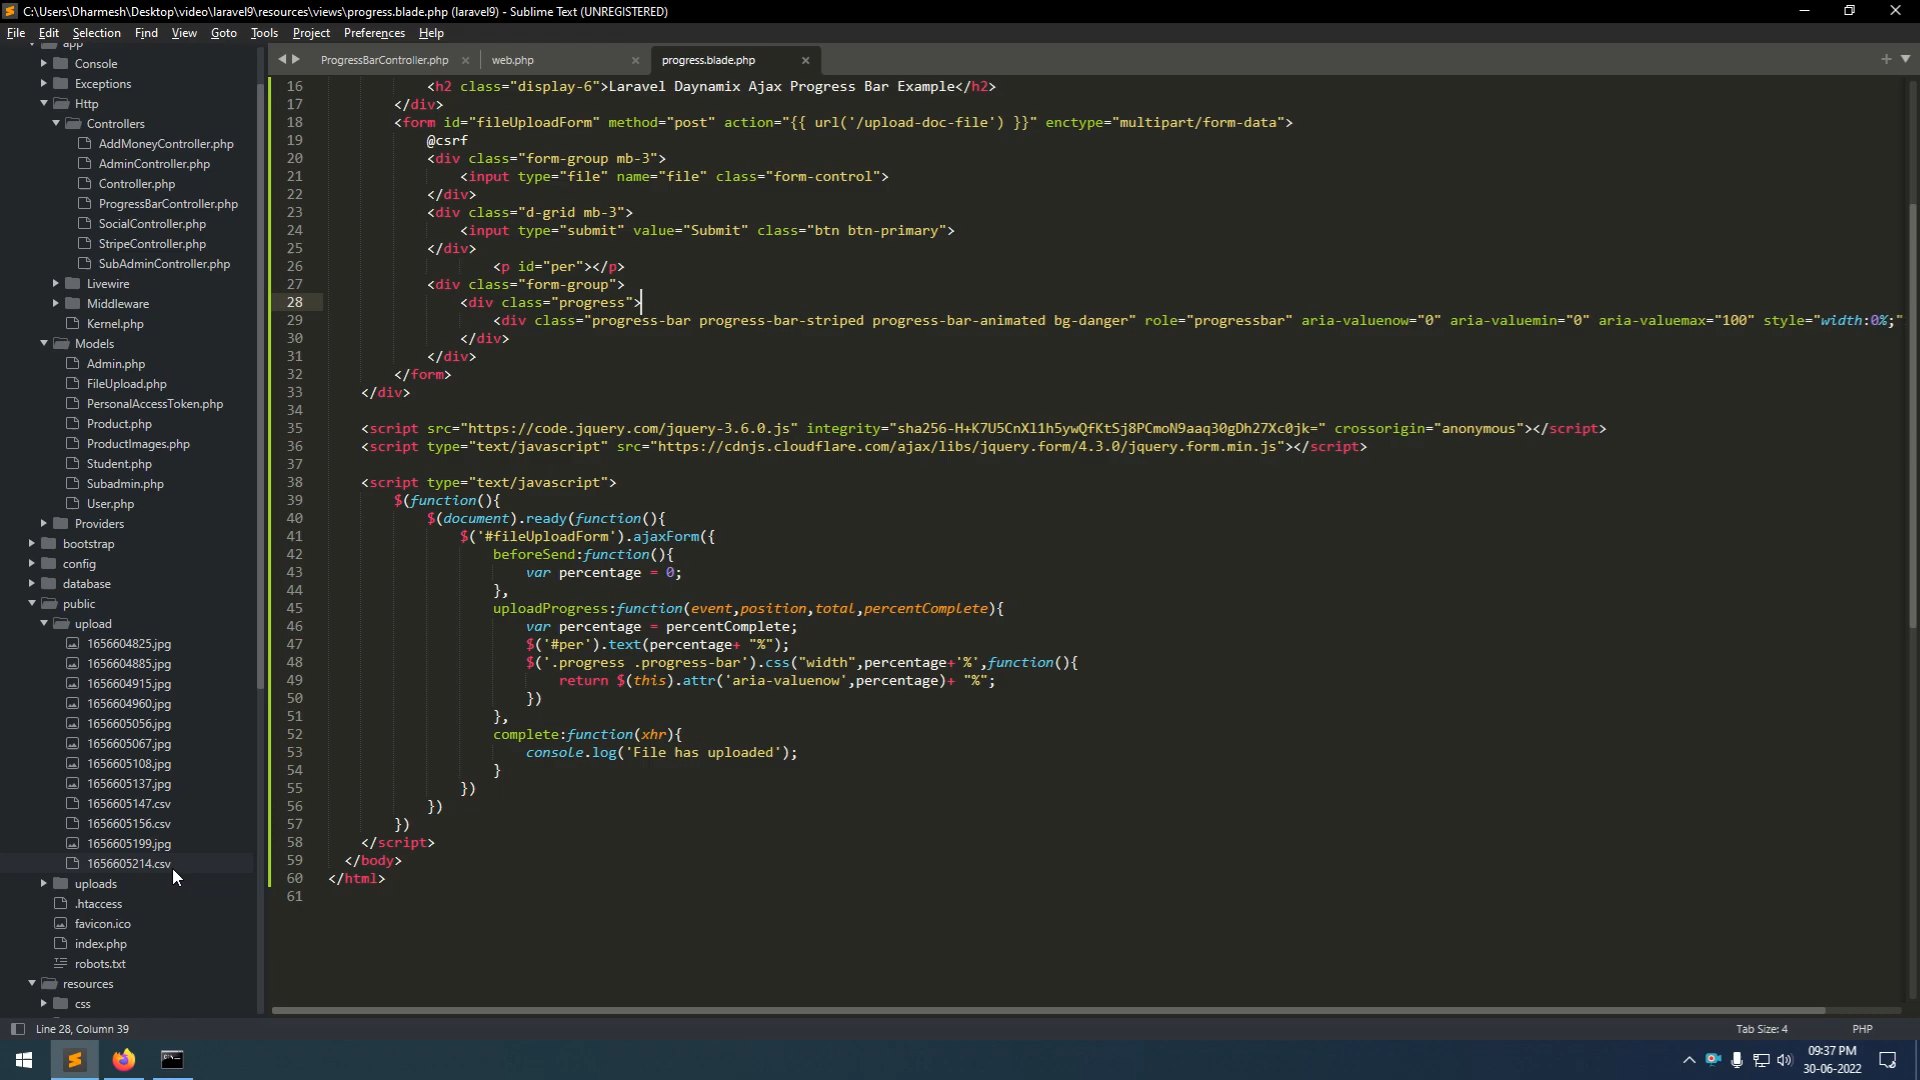 C:\Users\Dharmesh\Desktop\video\laravel9\resources\views\progress.blade.php (laravel9) - Sublime Text (UNREGISTERED)
File Edit Selection Find View Goto Tools Project Preferences Help
app
Console
Exceptions
Http
Controllers
AddMoneyController.php
AdminController.php
Controller.php
ProgressBarController.php
SocialController.php
StripeController.php
SubAdminController.php
Livewire
Middleware
Kernel.php
Models
Admin.php
FileUpload.php
PersonalAccessToken.php
Product.php
ProductImages.php
Student.php
Subadmin.php
User.php
Providers
bootstrap
config
database
public
upload
1656604825.jpg
1656604885.jpg
1656604915.jpg
1656604960.jpg
1656605056.jpg
1656605067.jpg
1656605108.jpg
1656605137.jpg
1656605147.csv
1656605156.csv
1656605199.jpg
1656605214.csv
uploads
.htaccess
favicon.ico
index.php
robots.txt
resources
css
ProgressBarController.php web.php progress.blade.php
16 <h2 class="display-6">Laravel Daynamix Ajax Progress Bar Example</h2>
17 </div>
18 <form id="fileUploadForm" method="post" action="{{ url('/upload-doc-file') }}" enctype="multipart/form-data">
19 @csrf
20 <div class="form-group mb-3">
21 <input type="file" name="file" class="form-control">
22 </div>
23 <div class="d-grid mb-3">
24 <input type="submit" value="Submit" class="btn btn-primary">
25 </div>
26 <p id="per"></p>
27 <div class="form-group">
28 <div class="progress">
29 <div class="progress-bar progress-bar-striped progress-bar-animated bg-danger" role="progressbar" aria-valuenow="0" aria-valuemin="0" aria-valuemax="100" style="width:0%;"
30 </div>
31 </div>
32 </form>
33 </div>
34
35 <script src="https://code.jquery.com/jquery-3.6.0.js" integrity="sha256-H+K7U5CnXl1h5ywQfKtSj8PCmoN9aaq30gDh27Xc0jk=" crossorigin="anonymous"></script>
36 <script type="text/javascript" src="https://cdnjs.cloudflare.com/ajax/libs/jquery.form/4.3.0/jquery.form.min.js"></script>
37
38 <script type="text/javascript">
39 $(function(){
40 $(document).ready(function(){
41 $('#fileUploadForm').ajaxForm({
42 beforeSend:function(){
43 var percentage = 0;
44 },
45 uploadProgress:function(event,position,total,percentComplete){
46 var percentage = percentComplete;
47 $('#per').text(percentage+ "%");
48 $('.progress .progress-bar').css("width",percentage+'%',function(){
49 return $(this).attr('aria-valuenow',percentage)+ "%";
50 })
51 },
52 complete:function(xhr){
53 console.log('File has uploaded');
54 }
55 })
56 })
57 })
58 </script>
59 </body>
60 </html>
61
Line 28, Column 39
Tab Size: 4
PHP
09:37 PM
30-06-2022